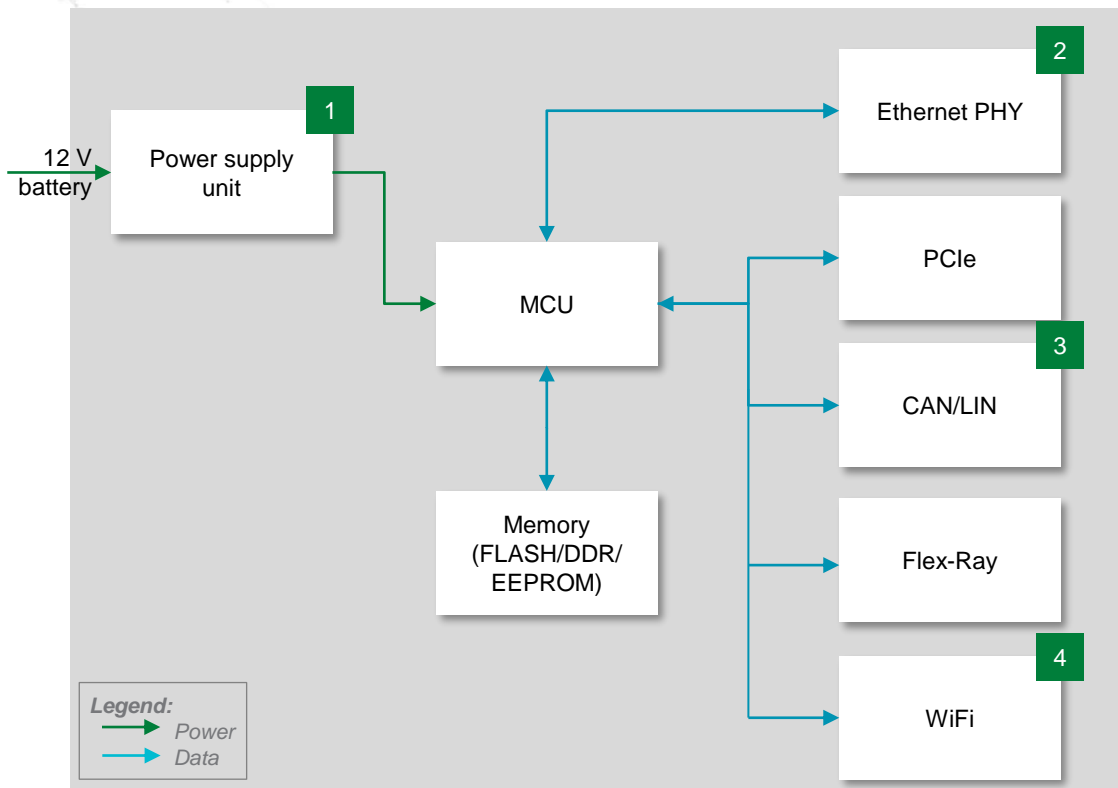 2
Ethernet PHY
1
12 V
battery
Power supply
unit
PCIe
MCU
3
CAN/LIN
Memory
(FLASH/DDR/
EEPROM)
Flex-Ray
4
WiFi
Legend:
Power
Data